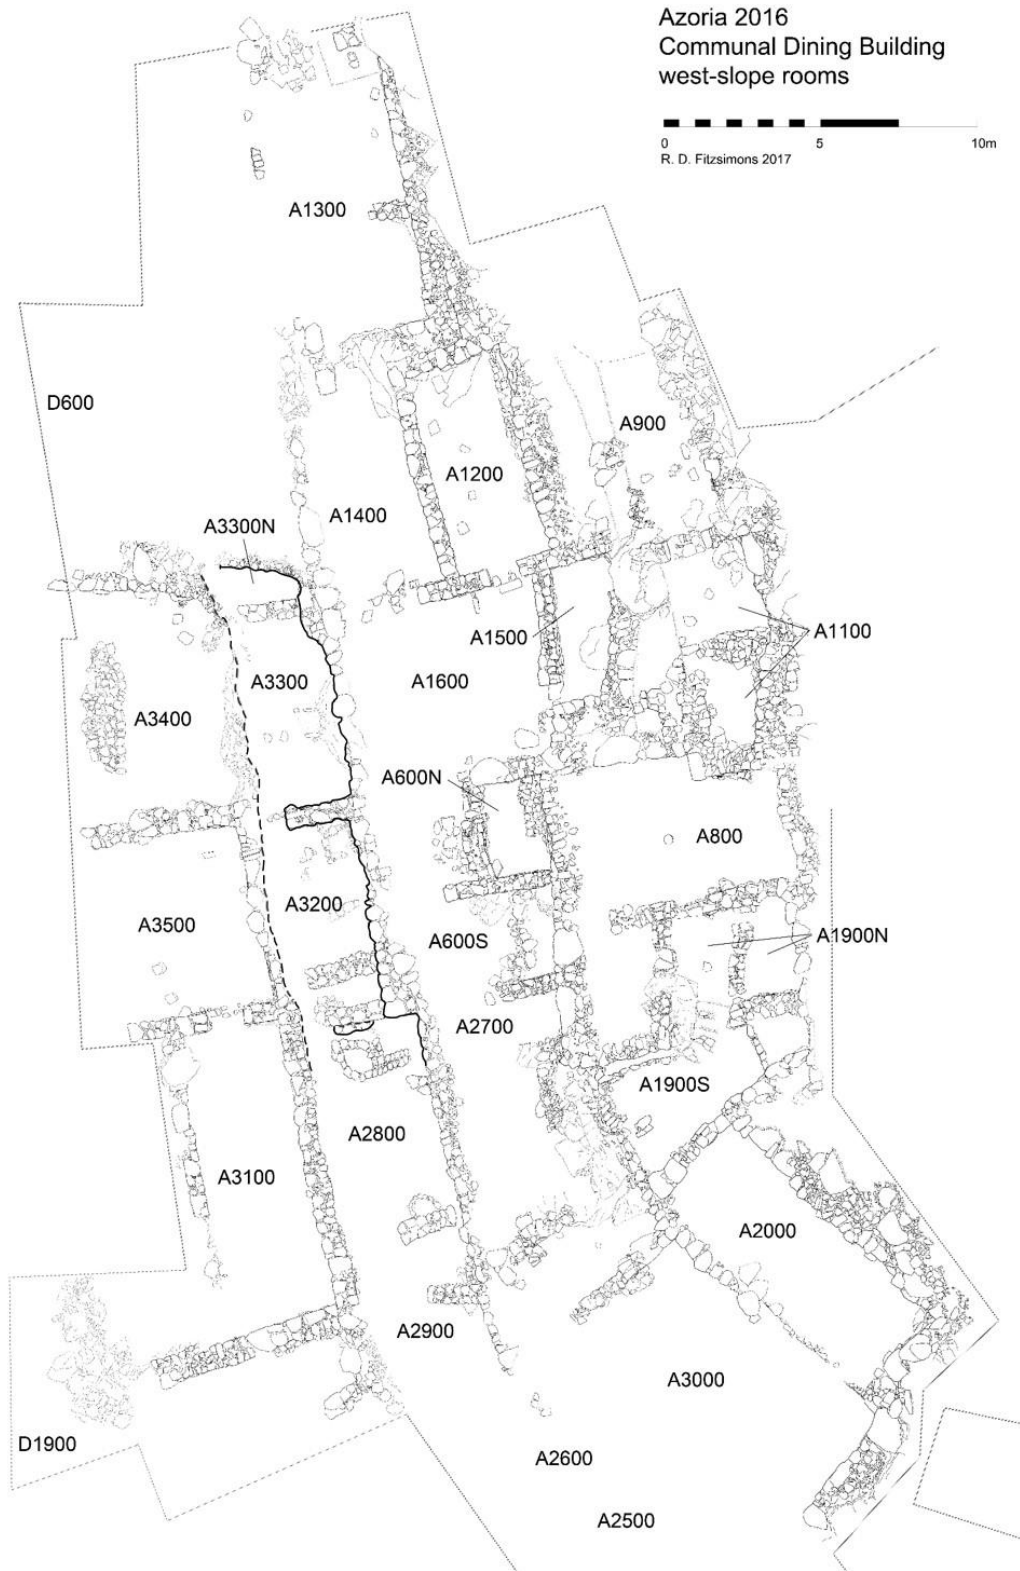 Azoria 2016
Communal Dining Building
west-slope rooms
0 5 10m
R. D. Fitzsimons 2017
A1300
D600
A900
A1200
A1400
A3300N
A1500
A1100
A1600
A3300
A3400
A600N
A800
A3200
A3500
A600S
A1900N
A2700
A1900S
A2800
A3100
A2000
A2900
A3000
D1900
A2600
A2500